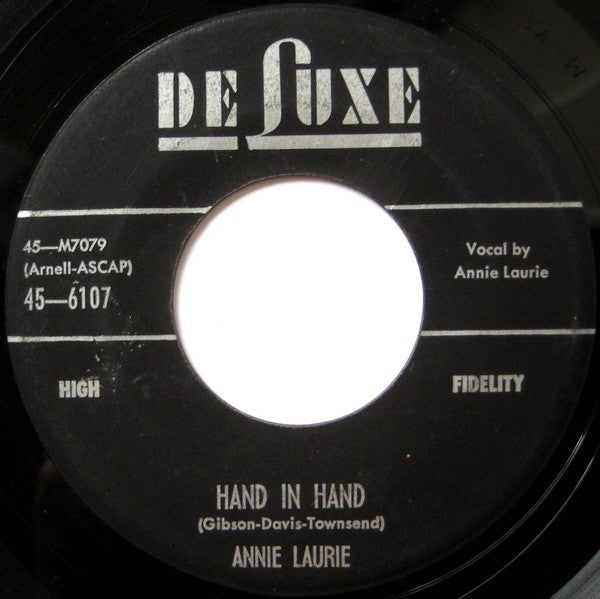 DE LUXE
45—M7079
(Arnell-ASCAP)
45—6107
Vocal by
Annie Laurie
HIGH
FIDELITY
HAND IN HAND
(Gibson-Davis-Townsend)
ANNIE LAURIE